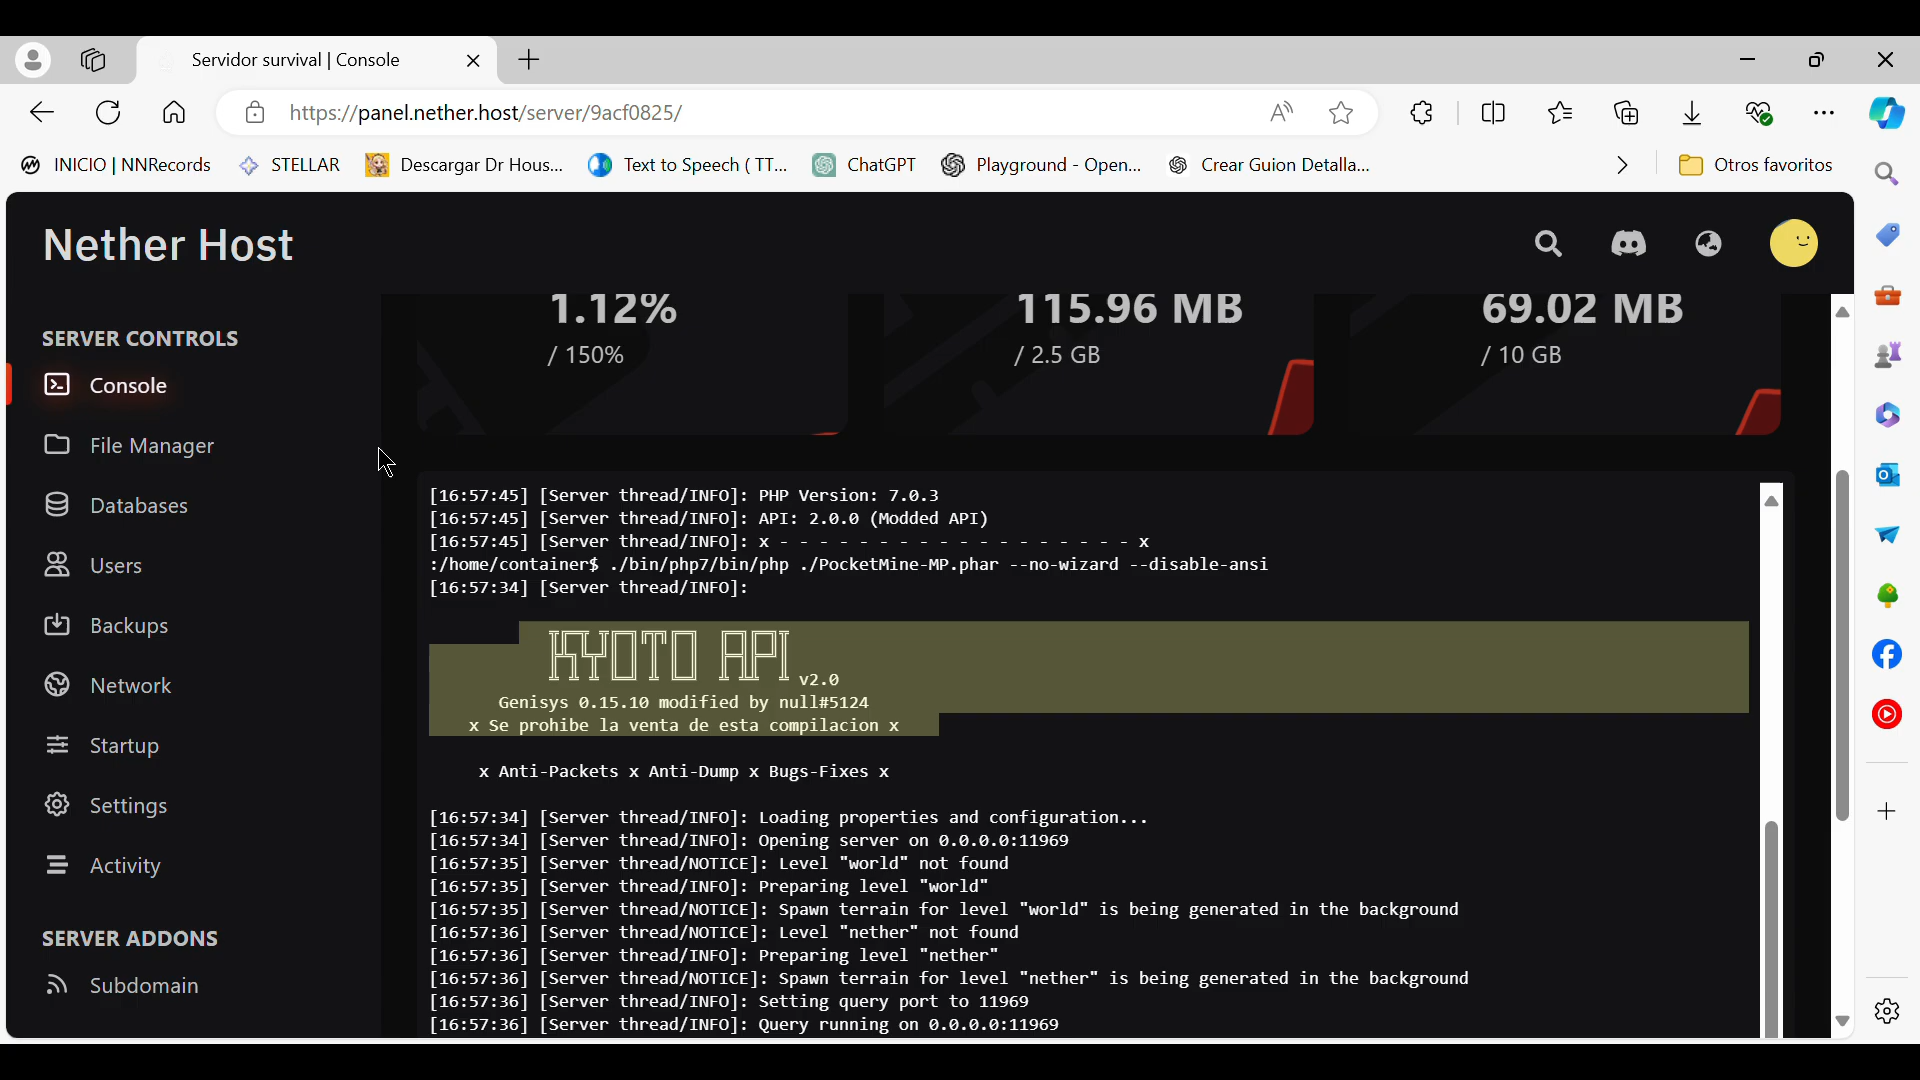 Servidor survival | Console
https://panel.nether.host/server/9acf0825/
INICIO | NNRecords
STELLAR
Descargar Dr Hous...
Text to Speech ( TT...
ChatGPT
Playground - Open...
Crear Guion Detalla...
Otros favoritos
Nether Host
1.12%
/ 150%
115.96 MB
/ 2.5 GB
69.02 MB
/ 10 GB
SERVER CONTROLS
Console
File Manager
Databases
Users
Backups
Network
Startup
Settings
Activity
SERVER ADDONS
Subdomain
[16:57:45] [Server thread/INFO]: PHP Version: 7.0.3
[16:57:45] [Server thread/INFO]: API: 2.0.0 (Modded API)
[16:57:45] [Server thread/INFO]: x - - - - - - - - - - - - - - - - - - x
:/home/container$ ./bin/php7/bin/php ./PocketMine-MP.phar --no-wizard --disable-ansi
[16:57:34] [Server thread/INFO]:
KYOTO API v2.0
Genisys 0.15.10 modified by null#5124
x Se prohibe la venta de esta compilacion x
x Anti-Packets x Anti-Dump x Bugs-Fixes x
[16:57:34] [Server thread/INFO]: Loading properties and configuration...
[16:57:34] [Server thread/INFO]: Opening server on 0.0.0.0:11969
[16:57:35] [Server thread/NOTICE]: Level "world" not found
[16:57:35] [Server thread/INFO]: Preparing level "world"
[16:57:35] [Server thread/NOTICE]: Spawn terrain for level "world" is being generated in the background
[16:57:36] [Server thread/NOTICE]: Level "nether" not found
[16:57:36] [Server thread/INFO]: Preparing level "nether"
[16:57:36] [Server thread/NOTICE]: Spawn terrain for level "nether" is being generated in the background
[16:57:36] [Server thread/INFO]: Setting query port to 11969
[16:57:36] [Server thread/INFO]: Query running on 0.0.0.0:11969